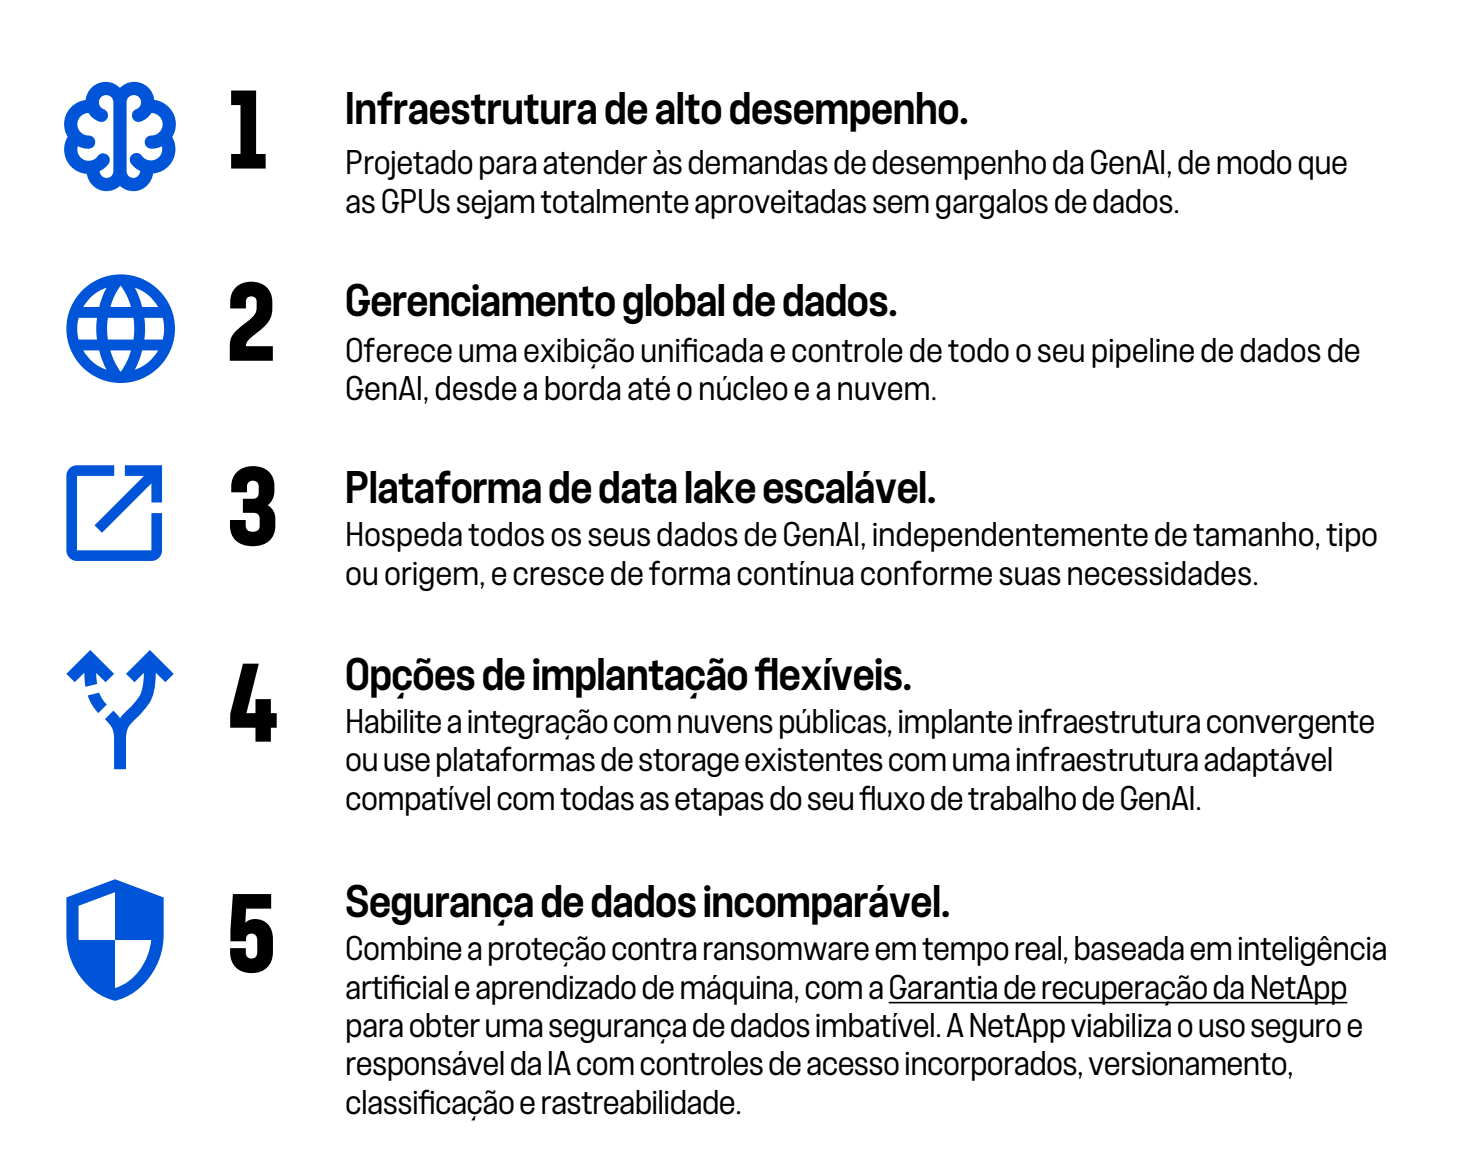 1
Infraestrutura de alto desempenho.
Projetado para atender às demandas de desempenho da GenAI, de modo que
as GPUs sejam totalmente aproveitadas sem gargalos de dados.
2
Gerenciamento global de dados.
Oferece uma exibição unificada e controle de todo o seu pipeline de dados de
GenAI, desde a borda até o núcleo e a nuvem.
3
Plataforma de data lake escalável.
Hospeda todos os seus dados de GenAI, independentemente de tamanho, tipo
ou origem, e cresce de forma contínua conforme suas necessidades.
4
Opções de implantação flexíveis.
Habilite a integração com nuvens públicas, implante infraestrutura convergente
ou use plataformas de storage existentes com uma infraestrutura adaptável
compatível com todas as etapas do seu fluxo de trabalho de GenAI.
5
Segurança de dados incomparável.
Combine a proteção contra ransomware em tempo real, baseada em inteligência
artificial e aprendizado de máquina, com a Garantia de recuperação da NetApp
para obter uma segurança de dados imbatível. A NetApp viabiliza o uso seguro e
responsável da IA com controles de acesso incorporados, versionamento,
classificação e rastreabilidade.